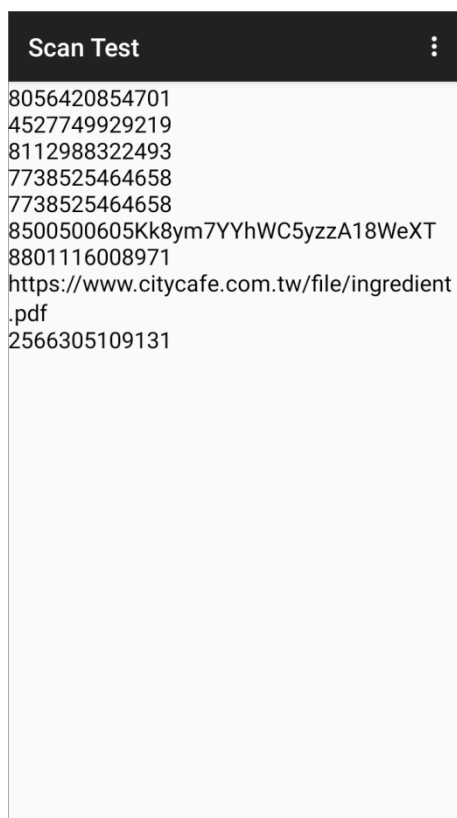 Scan Test
8056420854701
4527749929219
8112988322493
7738525464658
7738525464658
8500500605Kk8ym7YYhWC5yzzA18WeXT
8801116008971
https://www.citycafe.com.tw/file/ingredient
.pdf
2566305109131